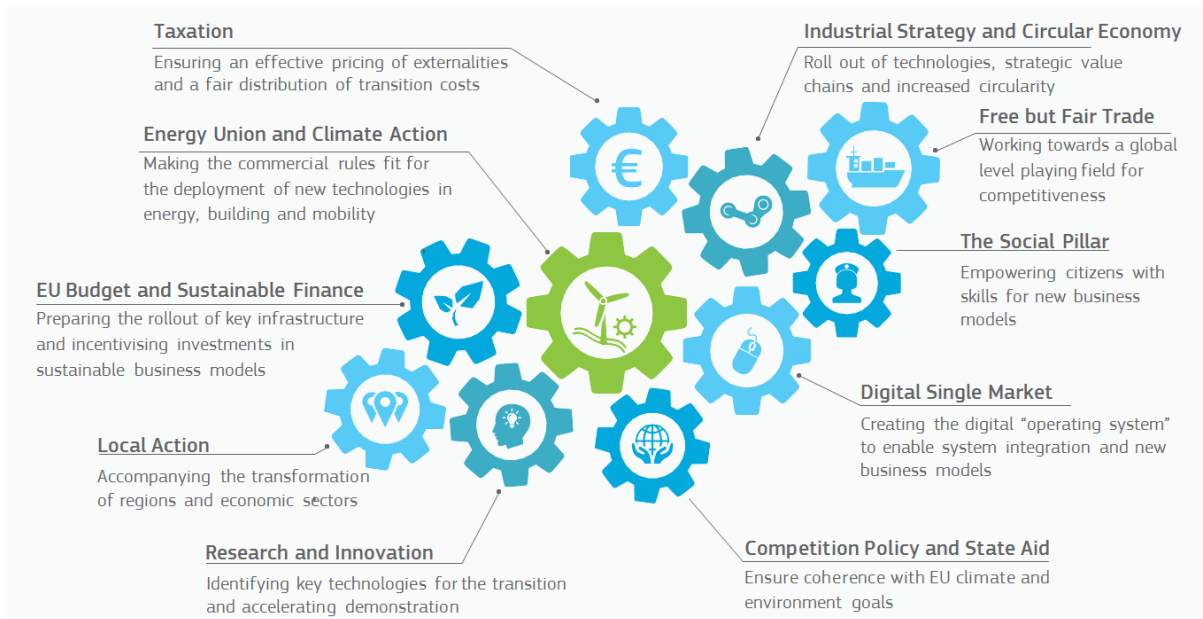 Taxation
Ensuring an effective pricing of externalities
and a fair distribution of transition costs
Industrial Strategy and Circular Economy
Roll out of technologies, strategic value
chains and increased circularity
Energy Union and Climate Action
Making the commercial rules fit for
the deployment of new technologies in
energy, building and mobility
Free but Fair Trade
Working towards a global
level playing field for
competitiveness
€
The Social Pillar
Empowering citizens with
skills for new business
models
EU Budget and Sustainable Finance
Preparing the rollout of key infrastructure
and incentivising investments in
sustainable business models
Digital Single Market
Creating the digital “operating system”
to enable system integration and new
business models
Local Action
Accompanying the transformation
of regions and economic sectors
Research and Innovation
Identifying key technologies for the transition
and accelerating demonstration
Competition Policy and State Aid
Ensure coherence with EU climate and
environment goals